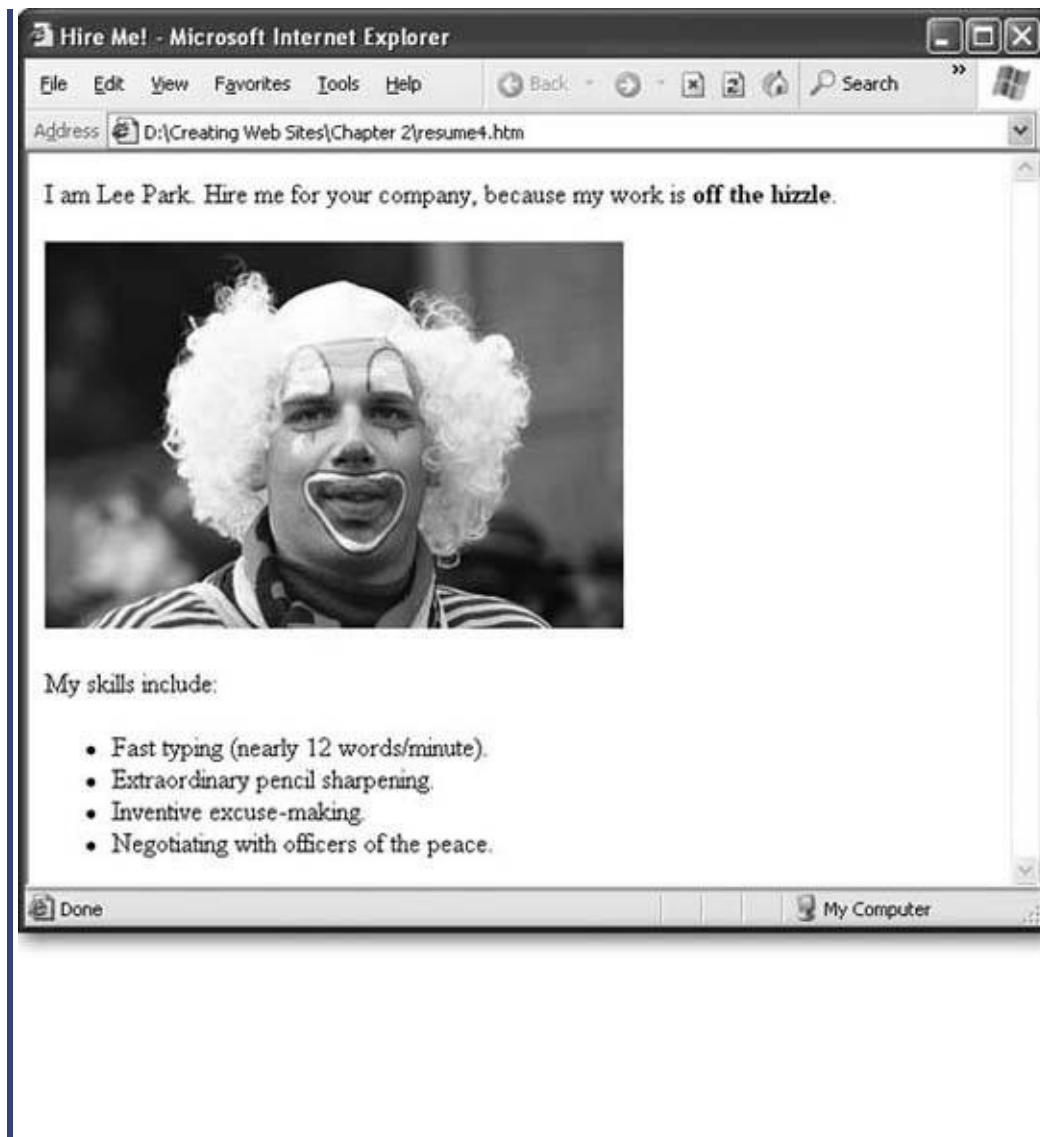 Hire Me! - Microsoft Internet Explorer
File Edit View Favorites Tools Help Back Search »
Address D:\Creating Web Sites\Chapter 2\resume4.htm
I am Lee Park. Hire me for your company, because my work is off the hizzle.
My skills include:
• Fast typing (nearly 12 words/minute).
• Extraordinary pencil sharpening.
• Inventive excuse-making.
• Negotiating with officers of the peace.
Done My Computer